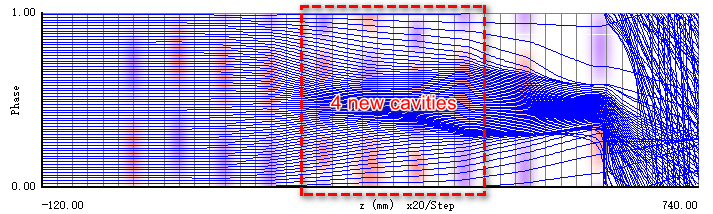 1.00
Phase
4 new cavities
0.00
-120.00
z (mm) x20/Step
740.00